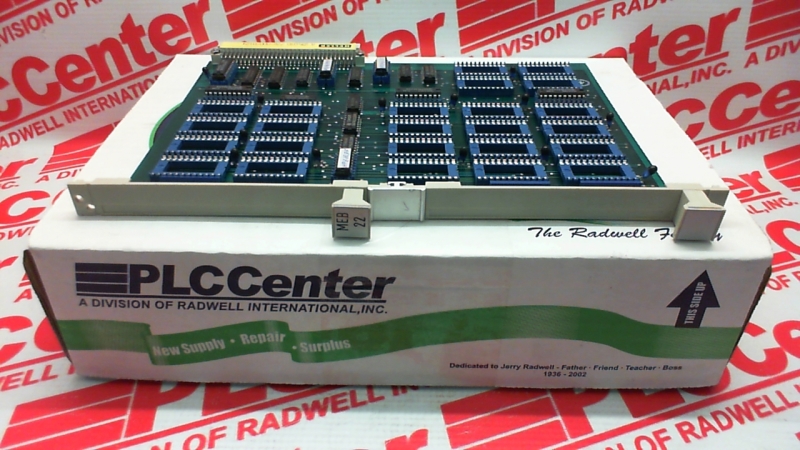 MEB
22
The Radwell
PLCCenter
A DIVISION OF RADWELL INTERNATIONAL, INC.
THIS SIDE UP
New Supply · Repair · Surplus
Dedicated to Jerry Radwell - Father · Friend · Teacher · Boss
1936 - 2002
PLCCenter
A DIVISION OF RADWELL INTERNATIONAL, INC.